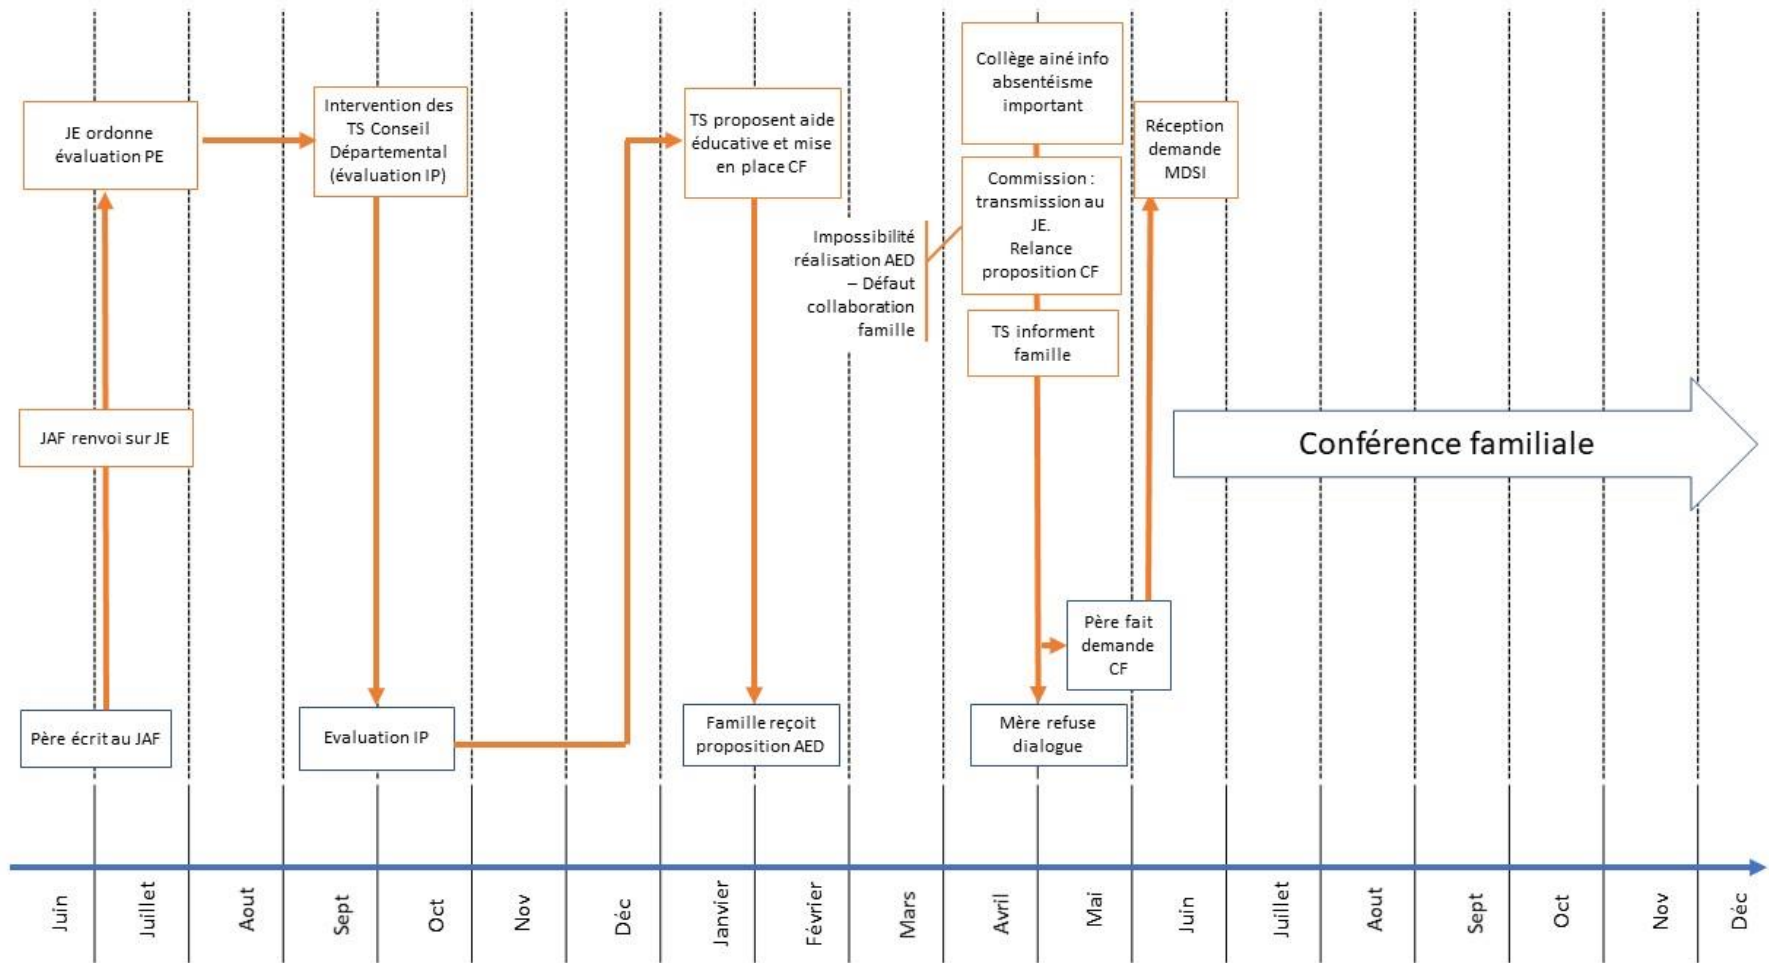 JE ordonne
évaluation PE
JAF renvoi sur JE
Père écrit au JAF
Intervention des
TS Conseil
Départemental
(évaluation IP)
Evaluation IP
TS proposent aide
éducative et mise
en place CF
Famille reçoit
proposition AED
Impossibilité
réalisation AED
– Défaut
collaboration
famille
Collège ainé info
absentéisme
important
Commission :
transmission au
JE.
Relance
proposition CF
TS informent
famille
Père fait
demande
CF
Mère refuse
dialogue
Réception
demande
MDSI
Conférence familiale
Juin
Juillet
Aout
Sept
Oct
Nov
Déc
Janvier
Février
Mars
Avril
Mai
Juin
Juillet
Aout
Sept
Oct
Nov
Déc